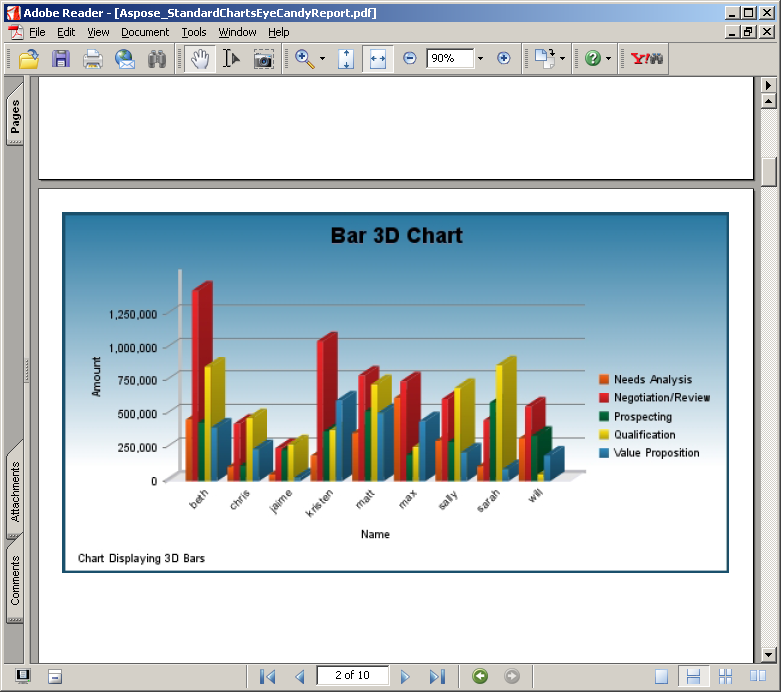 Adobe Reader - [Aspose_StandardChartsEyeCandyReport.pdf]
File Edit View Document Tools Window Help
90%
Y!
Pages
Attachments
Comments
Bar 3D Chart
Amount
1,250,000
1,000,000
750,000
500,000
250,000
0
beth
chris
jaime
kristen
matt
max
sally
sarah
will
Name
Needs Analysis
Negotiation/Review
Prospecting
Qualification
Value Proposition
Chart Displaying 3D Bars
2 of 10